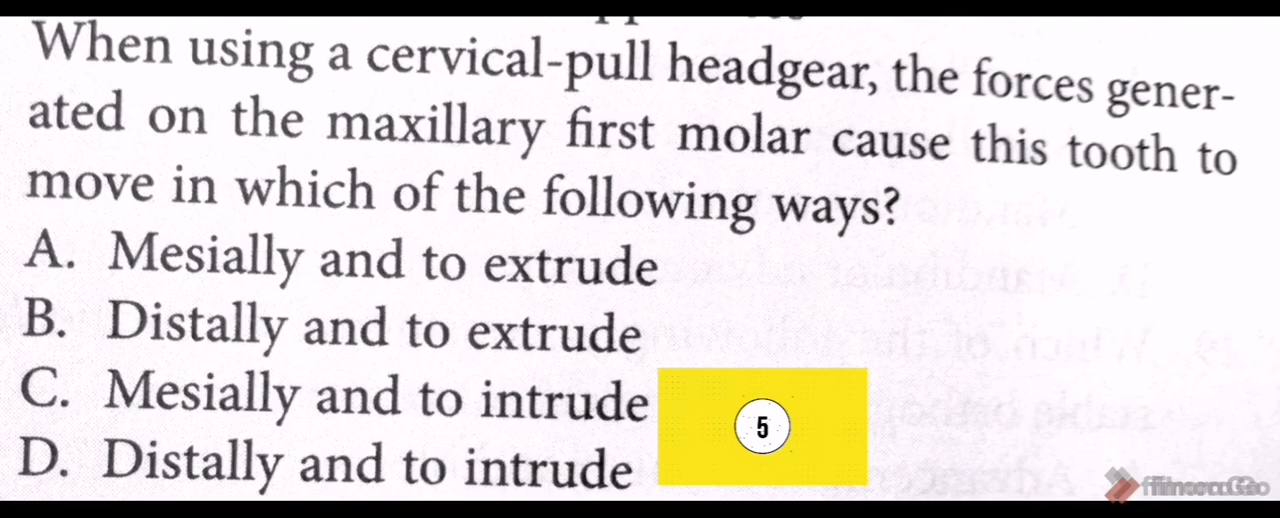 When using a cervical-pull headgear, the forces gener-
ated on the maxillary first molar cause this tooth to
move in which of the following ways?
A. Mesially and to extrude
B. Distally and to extrude
C. Mesially and to intrude
5
D. Distally and to intrude